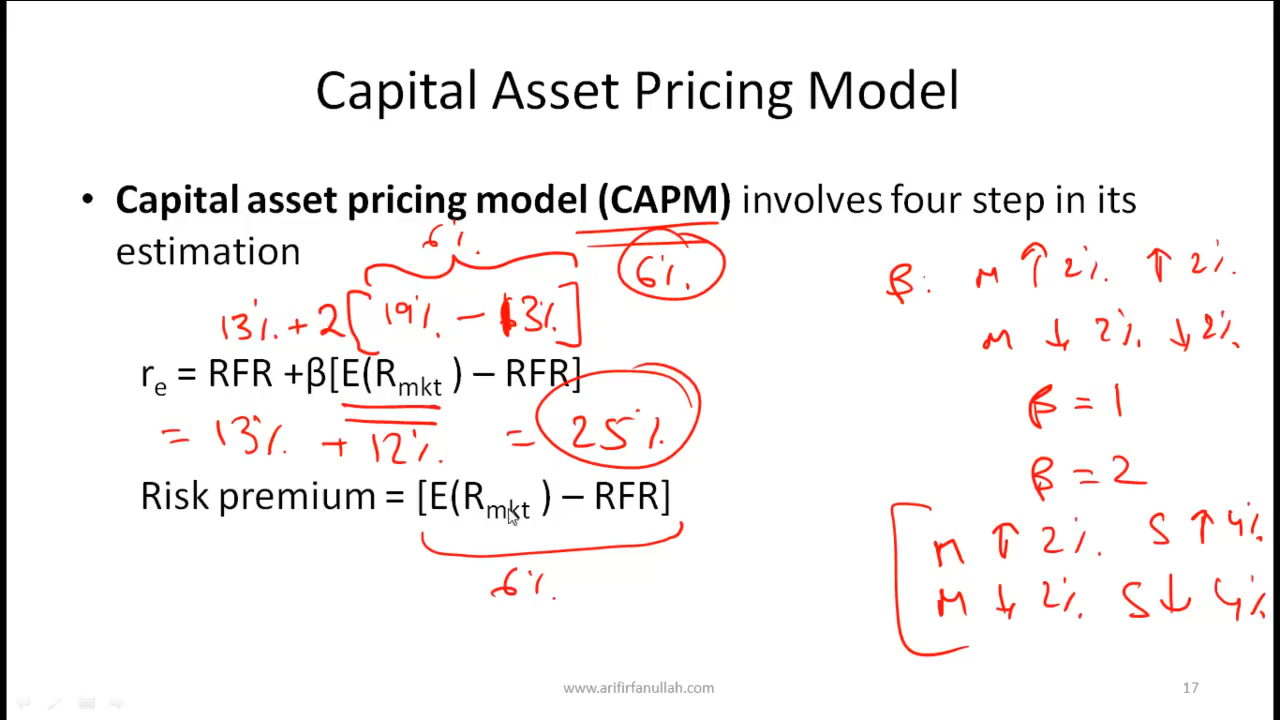 Capital Asset Pricing Model
• Capital asset pricing model (CAPM) involves four step in its
estimation
6%.
6%.
13%. + 2[19%. − 13%.]
re = RFR +β[E(Rmkt ) – RFR]
= 13%. + 12%. = 25%.
Risk premium = [E(Rmkt ) – RFR]
6%.
β: M ↑ 2%. ↑ 2%.
M ↓ 2%. ↓ 2%.
β = 1
β = 2
M ↑ 2%. S ↑ 4%.
M ↓ 2%. S ↓ 4%.
www.arifirfanullah.com
17